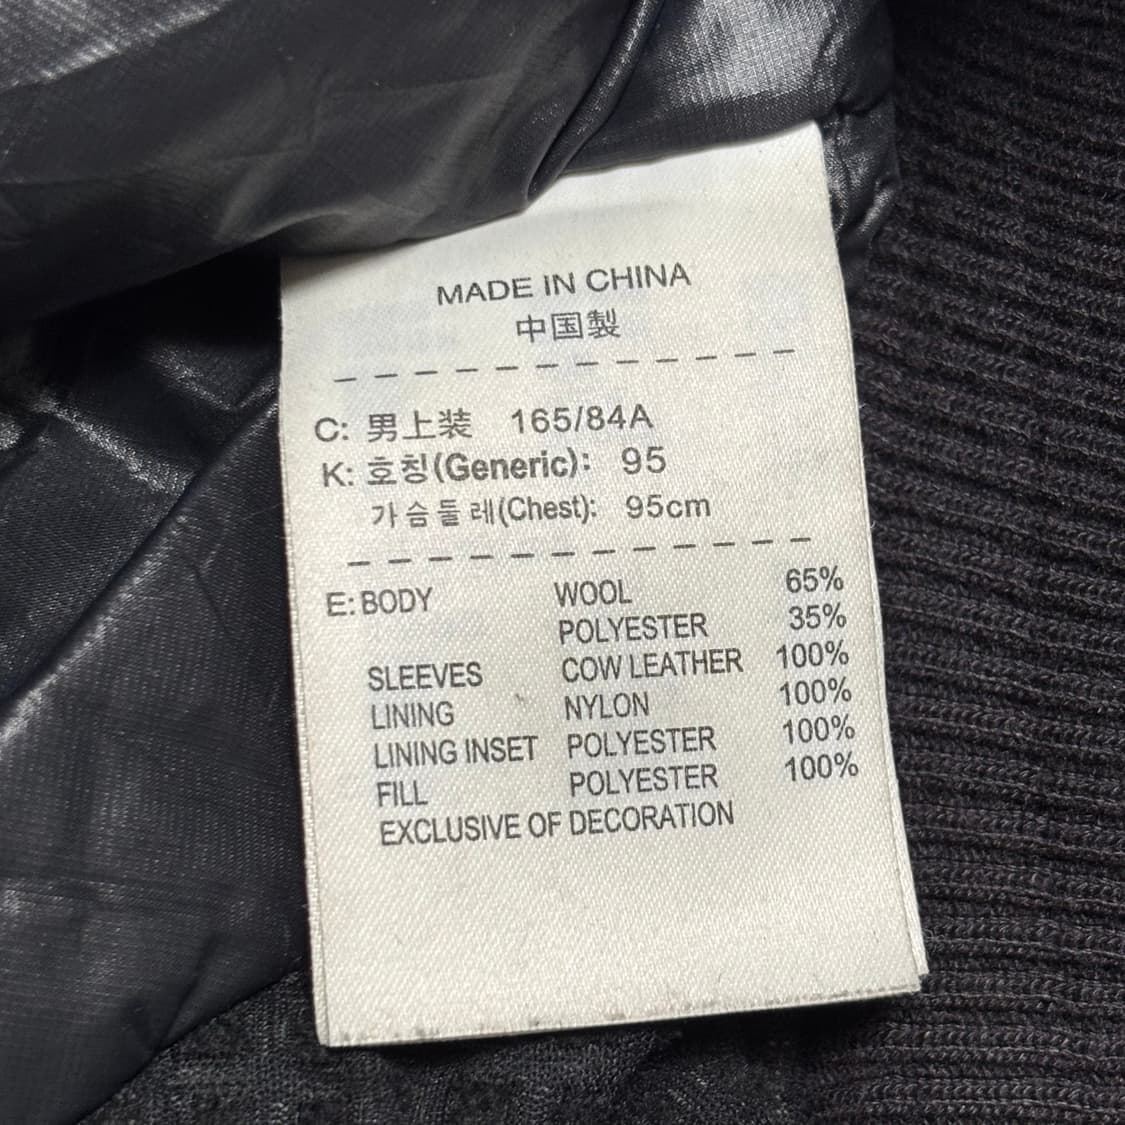 MADE IN CHINA
中国製
C: 男上装 165/84A
K: 호칭(Generic): 95
가슴둘레(Chest): 95cm
E: BODY WOOL 65%
POLYESTER 35%
SLEEVES COW LEATHER 100%
LINING NYLON 100%
LINING INSET POLYESTER 100%
FILL POLYESTER 100%
EXCLUSIVE OF DECORATION